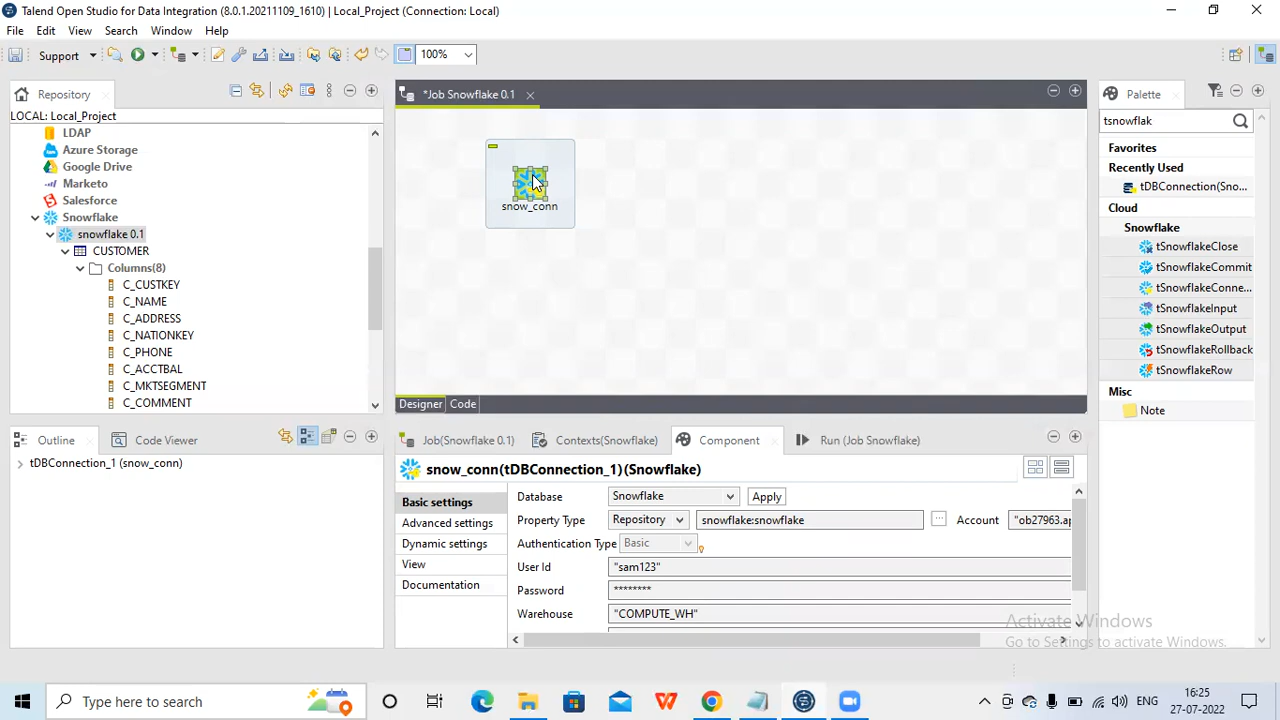 Talend Open Studio for Data Integration (8.0.1.20211109_1610) | Local_Project (Connection: Local)
File Edit View Search Window Help
Support 100%
Repository
LOCAL: Local_Project
LDAP
Azure Storage
Google Drive
Marketo
Salesforce
Snowflake
snowflake 0.1
CUSTOMER
Columns(8)
C_CUSTKEY
C_NAME
C_ADDRESS
C_NATIONKEY
C_PHONE
C_ACCTBAL
C_MKTSEGMENT
C_COMMENT
*Job Snowflake 0.1
snow_conn
Designer Code
Palette
tsnowflak
Favorites
Recently Used
tDBConnection(Sno...
Cloud
Snowflake
tSnowflakeClose
tSnowflakeCommit
tSnowflakeConne...
tSnowflakeInput
tSnowflakeOutput
tSnowflakeRollback
tSnowflakeRow
Misc
Note
Outline Code Viewer
tDBConnection_1 (snow_conn)
Job(Snowflake 0.1) Contexts(Snowflake) Component Run (Job Snowflake)
snow_conn(tDBConnection_1)(Snowflake)
Basic settings
Advanced settings
Dynamic settings
View
Documentation
Database Snowflake Apply
Property Type Repository snowflake:snowflake ... Account "ob27963.ap
Authentication Type Basic
User Id "sam123"
Password ********
Warehouse "COMPUTE_WH"
Activate Windows
Go to Settings to activate Windows.
Type here to search
ENG
16:25
27-07-2022